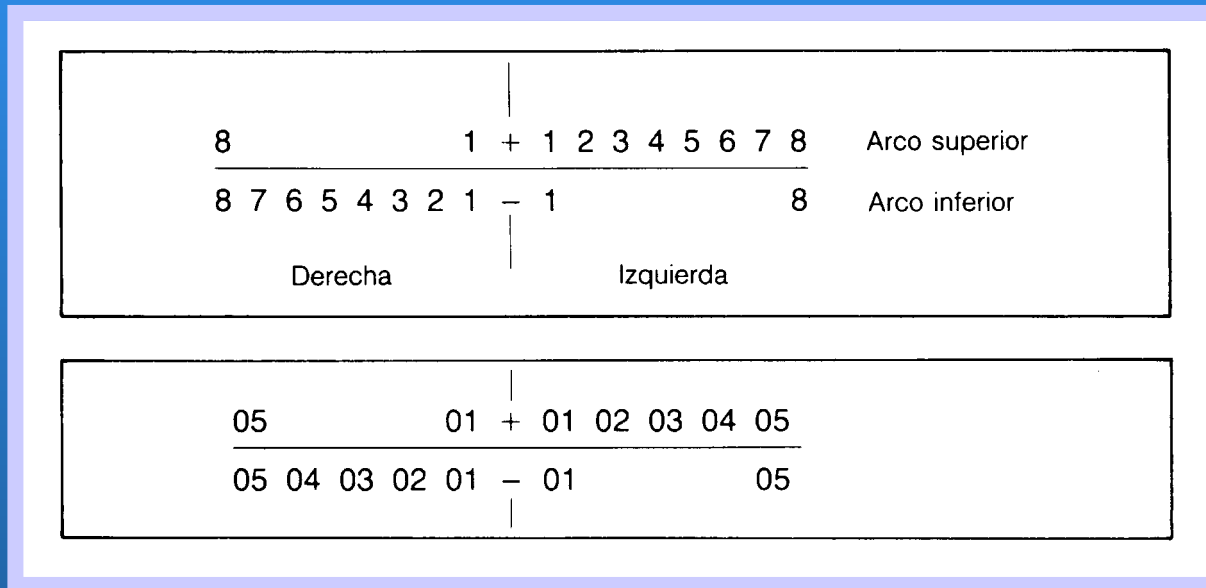 8 1 + 1 2 3 4 5 6 7 8 Arco superior
8 7 6 5 4 3 2 1 − 1 8 Arco inferior
Derecha Izquierda
05 01 + 01 02 03 04 05
05 04 03 02 01 − 01 05